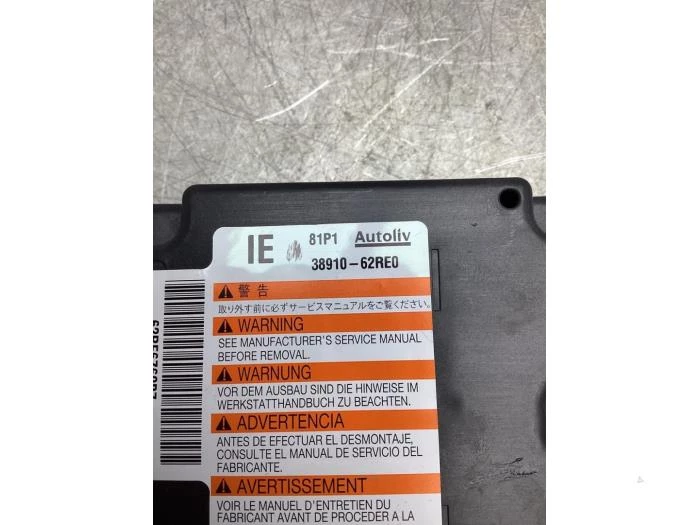 IE 81P1 Autoliv
38910-62RE0
警告
取り外す前に必ずサービスマニュアルをご覧ください。
WARNING
SEE MANUFACTURER'S SERVICE MANUAL
BEFORE REMOVAL.
WARNUNG
VOR DEM AUSBAU SIND DIE HINWEISE IM
WERKSTATTHANDBUCH ZU BEACHTEN.
ADVERTENCIA
ANTES DE EFECTUAR EL DESMONTAJE,
CONSULTE EL MANUAL DE SERVICIO DEL
FABRICANTE.
AVERTISSEMENT
VOIR LE MANUEL D'ENTRETIEN DU
FABRICANT AVANT DE PROCEDER A LA